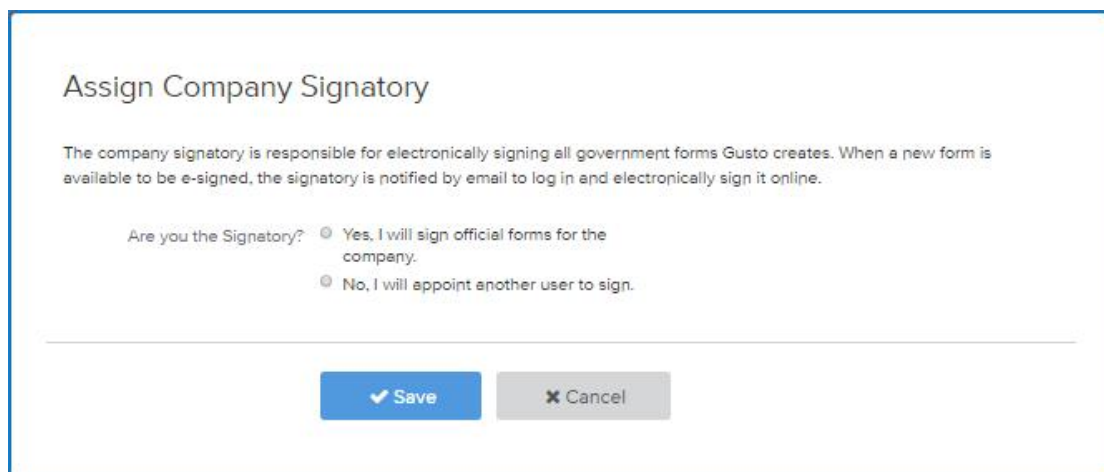 Assign Company Signatory
The company signatory is responsible for electronically signing all government forms Gusto creates. When a new form is
available to be e-signed, the signatory is notified by email to log in and electronically sign it online.
Are you the Signatory?
Yes, I will sign official forms for the
company.
No, I will appoint another user to sign.
Save
Cancel